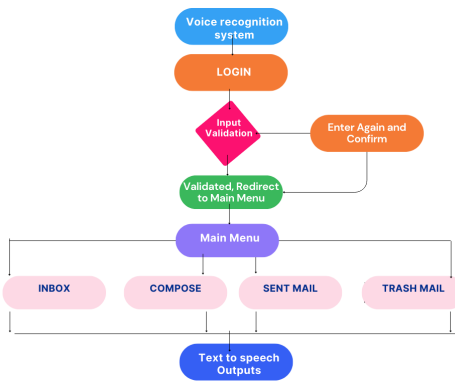 Voice recognition
system
LOGIN
Input
Validation
Enter Again and
Confirm
Validated, Redirect
to Main Menu
Main Menu
INBOX
COMPOSE
SENT MAIL
TRASH MAIL
Text to speech
Outputs